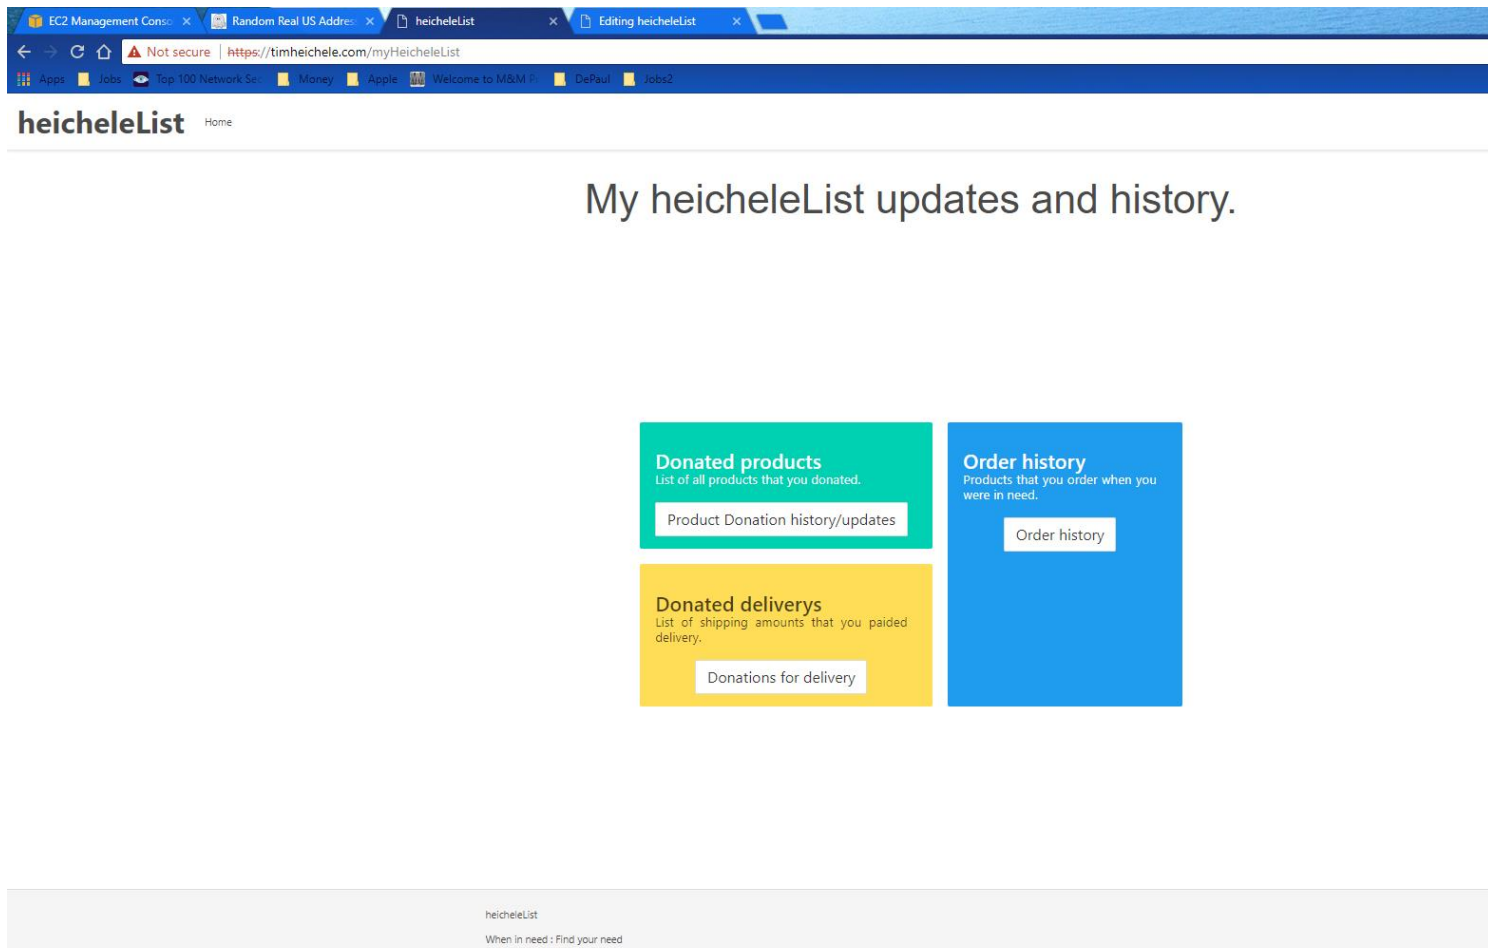 EC2 Management Conso
Random Real US Addres
heicheleList
Editing heicheleList
Not secure | https://timheichele.com/myHeicheleList
Apps Jobs Top 100 Network Sec Money Apple Welcome to M&M Pr DePaul Jobs2
heicheleList Home
My heicheleList updates and history.
Donated products
List of all products that you donated.
Product Donation history/updates
Order history
Products that you order when you
were in need.
Order history
Donated deliverys
List of shipping amounts that you paided
delivery.
Donations for delivery
heicheleList
When in need : Find your need